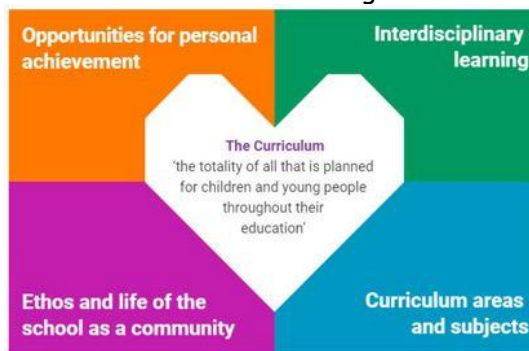 Opportunities for personal
achievement
Interdisciplinary
learning
The Curriculum
'the totality of all that is planned
for children and young people
throughout their
education'
Ethos and life of the
school as a community
Curriculum areas
and subjects